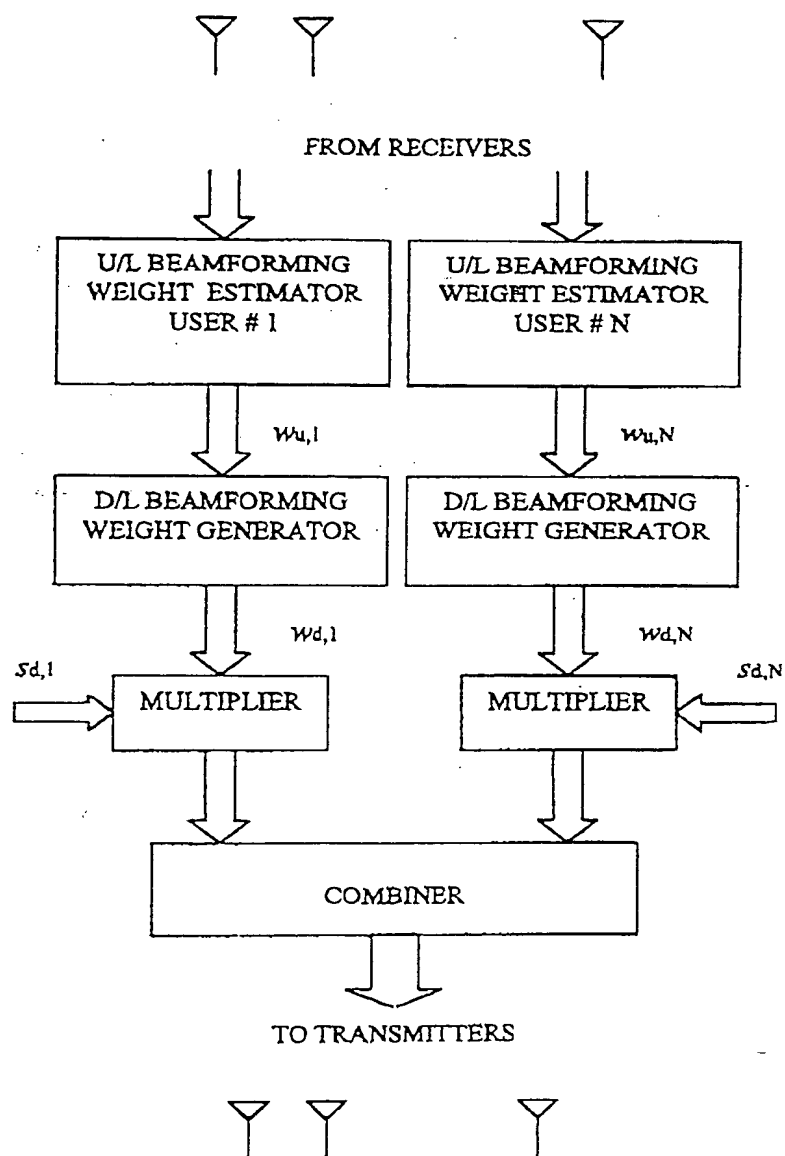 FROM RECEIVERS
U/L BEAMFORMING
WEIGHT ESTIMATOR
USER # 1
U/L BEAMFORMING
WEIGHT ESTIMATOR
USER # N
wu,1
wu,N
D/L BEAMFORMING
WEIGHT GENERATOR
D/L BEAMFORMING
WEIGHT GENERATOR
wd,1
wd,N
sd,1
MULTIPLIER
MULTIPLIER
sd,N
COMBINER
TO TRANSMITTERS